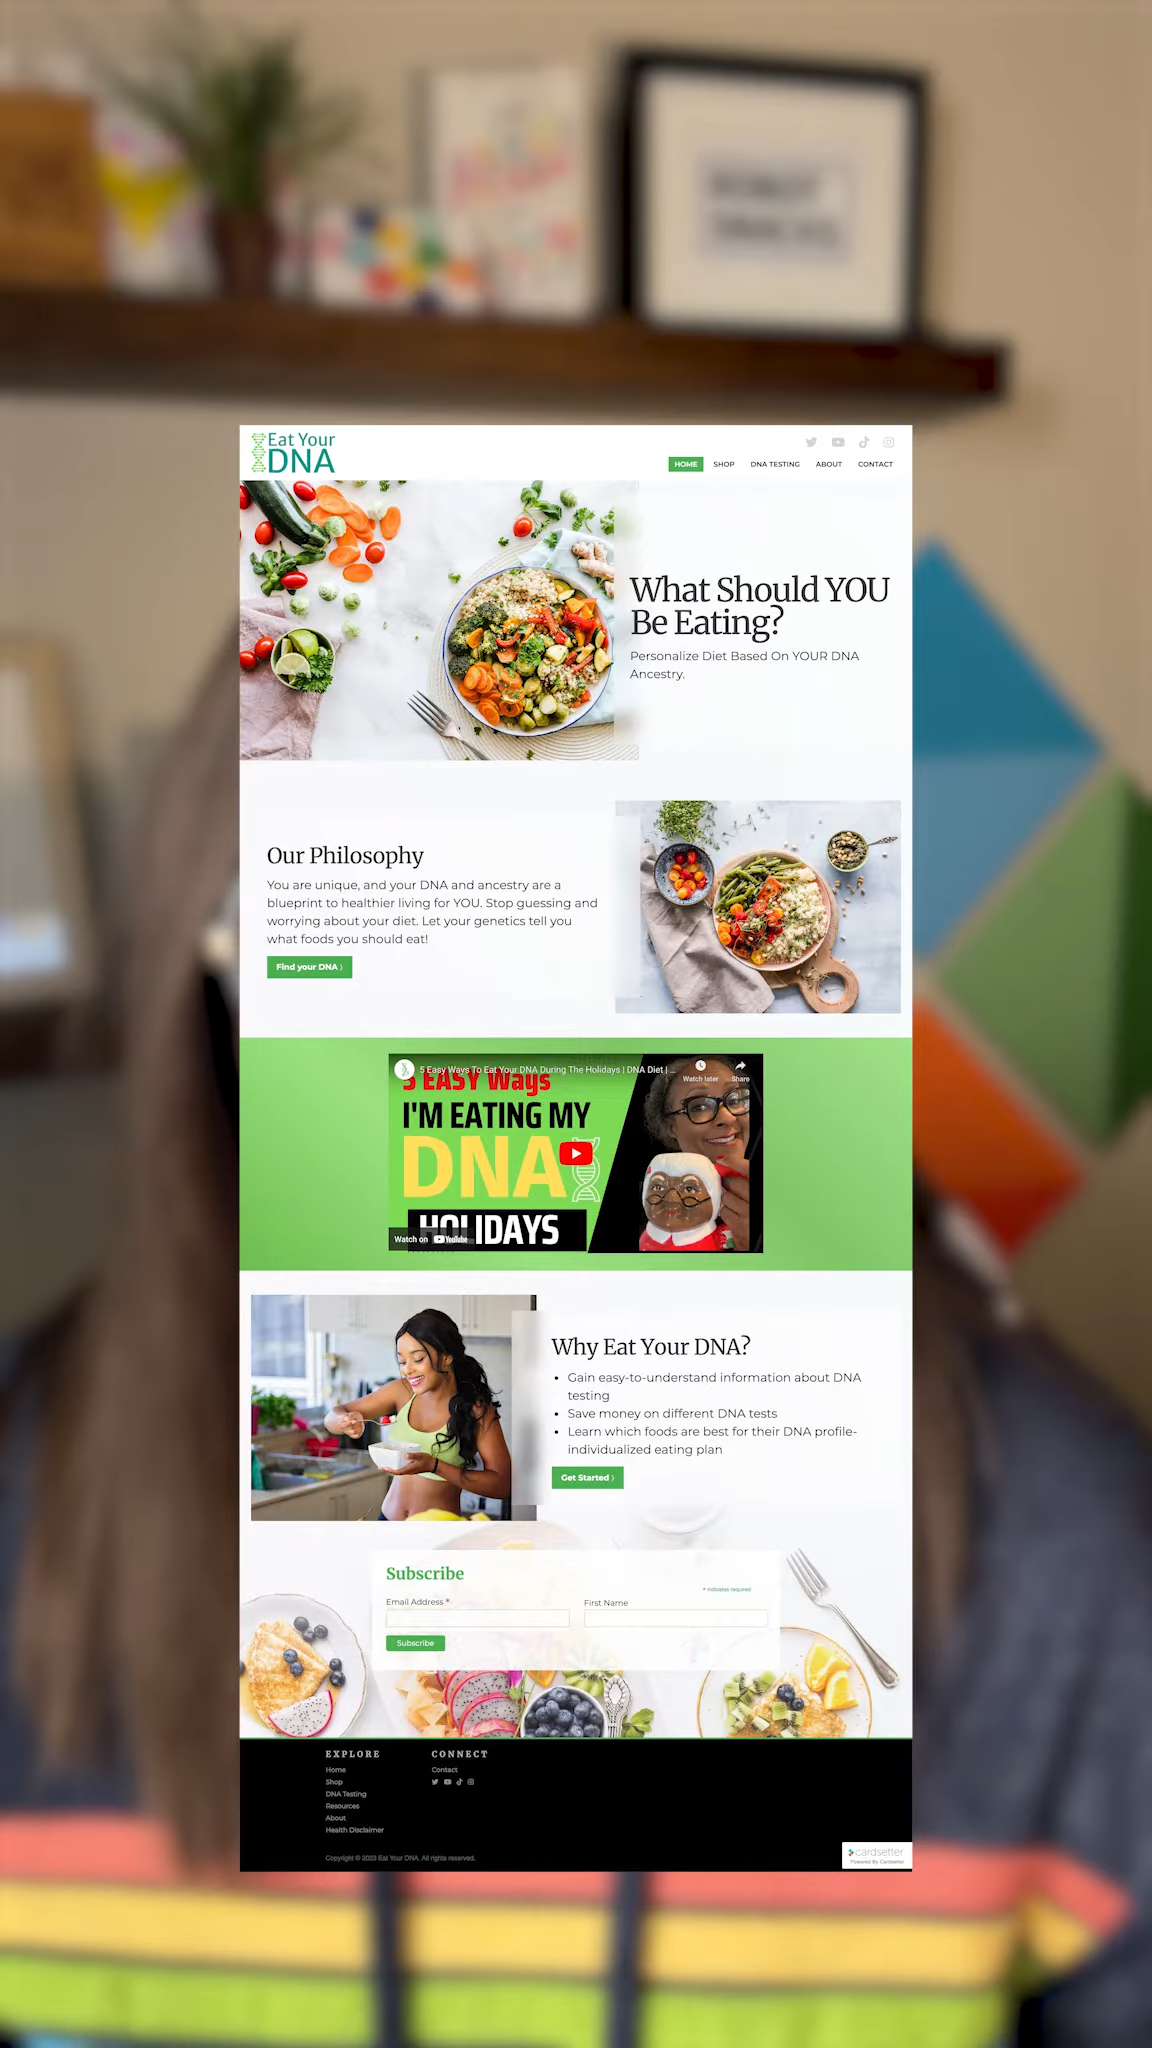 Eat Your
DNA
HOME SHOP DNA TESTING ABOUT CONTACT
What Should YOU
Be Eating?
Personalize Diet Based On YOUR DNA
Ancestry.
Our Philosophy
You are unique, and your DNA and ancestry are a
blueprint to healthier living for YOU. Stop guessing and
worrying about your diet. Let your genetics tell you
what foods you should eat!
Find your DNA ⟩
5 Easy Ways To Eat Your DNA During The Holidays | DNA Diet | ...
Watch later Share
5 EASY Ways
I'M EATING MY
DNA
HOLIDAYS
Watch on YouTube
Why Eat Your DNA?
• Gain easy-to-understand information about DNA
testing
• Save money on different DNA tests
• Learn which foods are best for their DNA profile-
individualized eating plan
Get Started ⟩
Subscribe
* indicates required
Email Address * First Name
Subscribe
EXPLORE CONNECT
Home Contact
Shop
DNA Testing
Resources
About
Health Disclaimer
Copyright © 2023 Eat Your DNA. All rights reserved.
cardsetter
Powered By Cardsetter